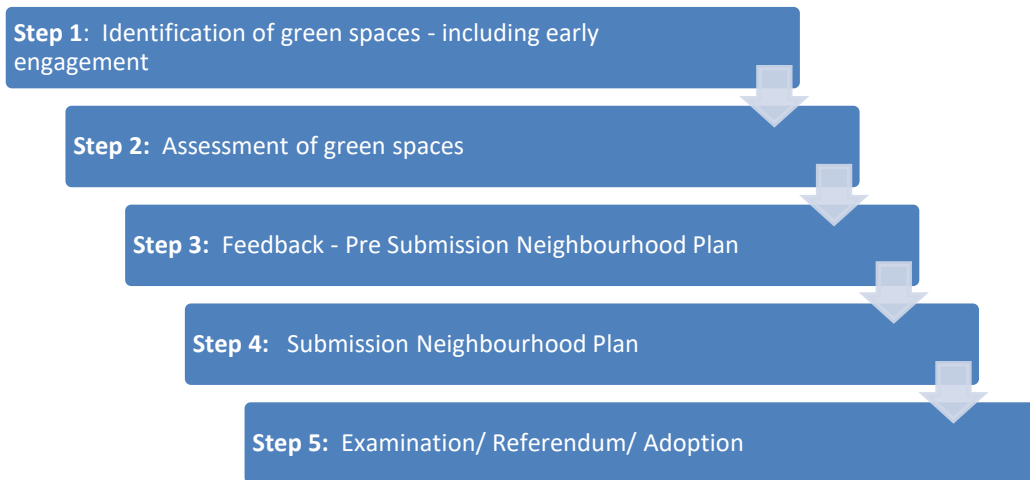 Step 1:  Identification of green spaces - including early
engagement
Step 2:  Assessment of green spaces
Step 3:  Feedback - Pre Submission Neighbourhood Plan
Step 4:   Submission Neighbourhood Plan
Step 5:  Examination/ Referendum/ Adoption